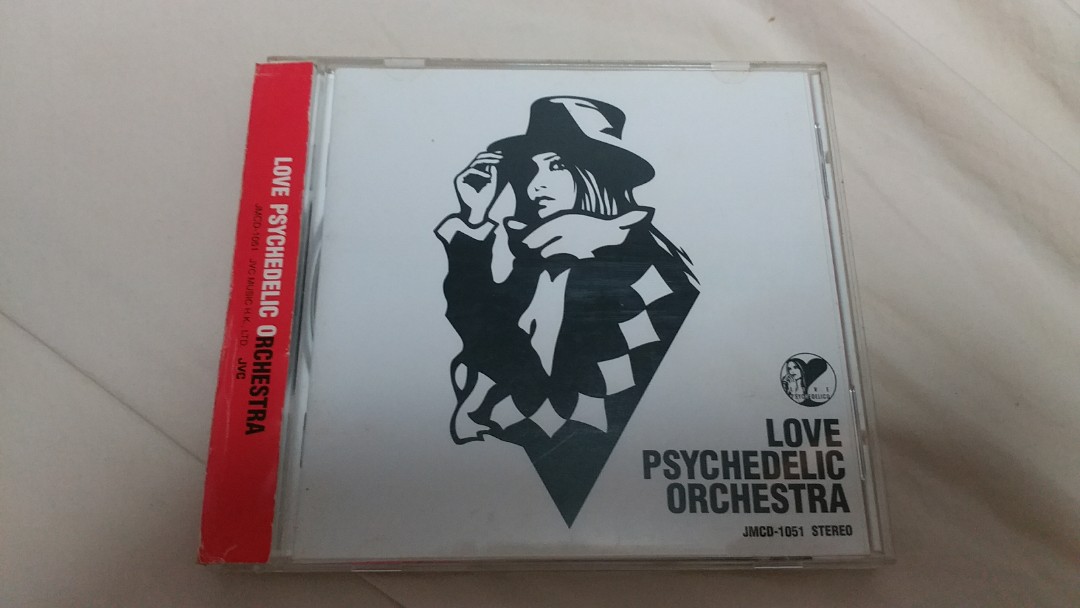 LOVE PSYCHEDELIC ORCHESTRA
JMCD-1051 JVC MUSIC H.K. LTD. JVC
LOVE
PSYCHEDELIC
ORCHESTRA
JMCD-1051 STEREO